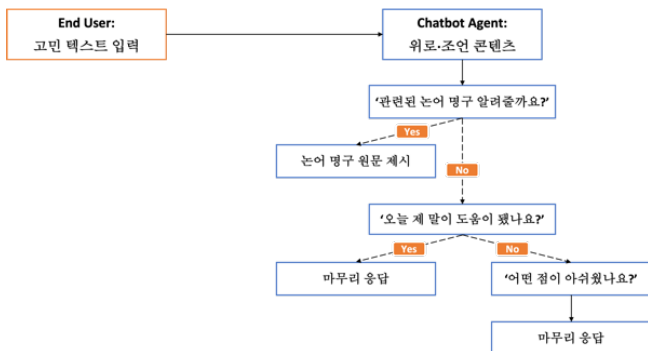 End User:
고민 텍스트 입력
Chatbot Agent:
위로·조언 콘텐츠
‘관련된 논어 명구 알려줄까요?’
Yes
논어 명구 원문 제시
No
‘오늘 제 말이 도움이 됐나요?’
Yes
No
마무리 응답
‘어떤 점이 아쉬웠나요?’
마무리 응답